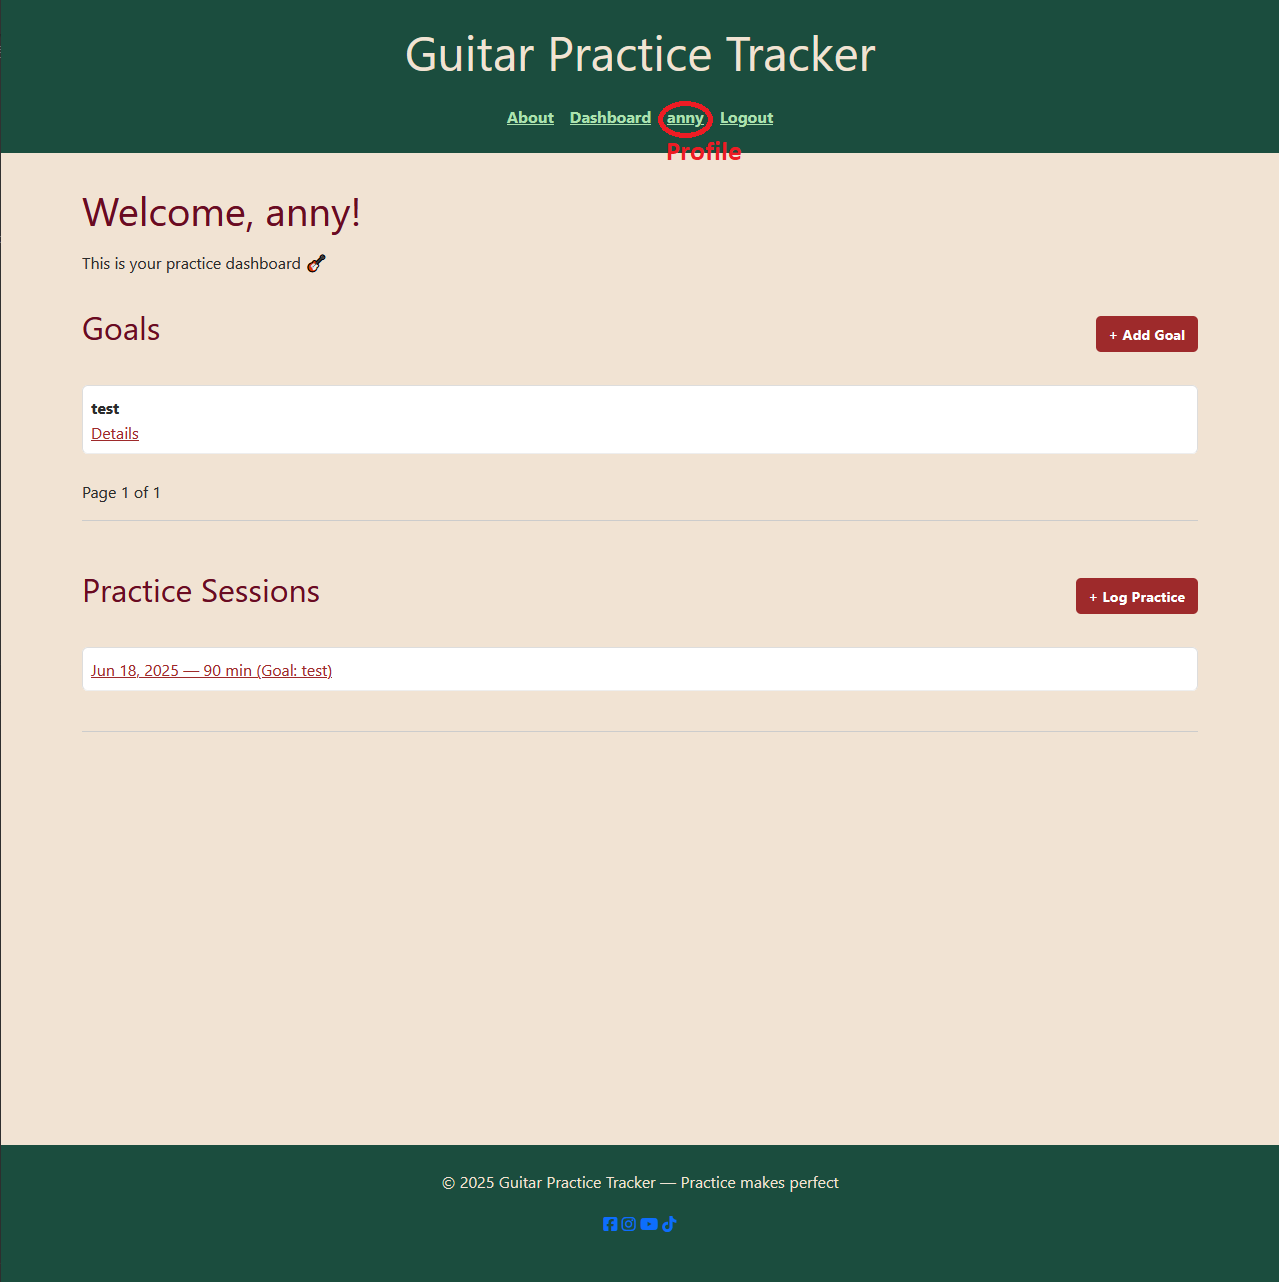 Guitar Practice Tracker
About Dashboard anny Logout
Profile
Welcome, anny!
This is your practice dashboard
Goals
+ Add Goal
test
Details
Page 1 of 1
Practice Sessions
+ Log Practice
Jun 18, 2025 — 90 min (Goal: test)
© 2025 Guitar Practice Tracker — Practice makes perfect